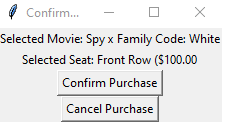 Confirm...
Selected Movie: Spy x Family Code: White
Selected Seat: Front Row ($100.00
Confirm Purchase
Cancel Purchase